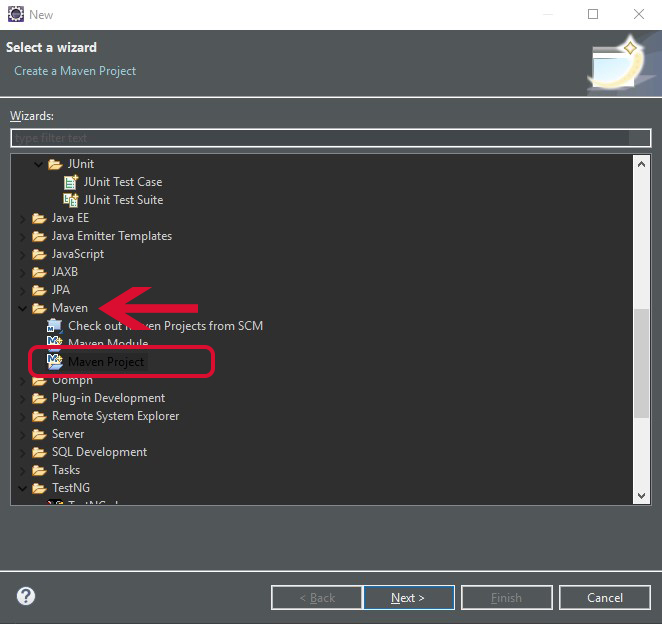 New
Select a wizard
Create a Maven Project
Wizards:
type filter text
JUnit
JUnit Test Case
JUnit Test Suite
Java EE
Java Emitter Templates
JavaScript
JAXB
JPA
Maven
Check out Maven Projects from SCM
Maven Module
Maven Project
Oomph
Plug-in Development
Remote System Explorer
Server
SQL Development
Tasks
TestNG
< Back
Next >
Finish
Cancel